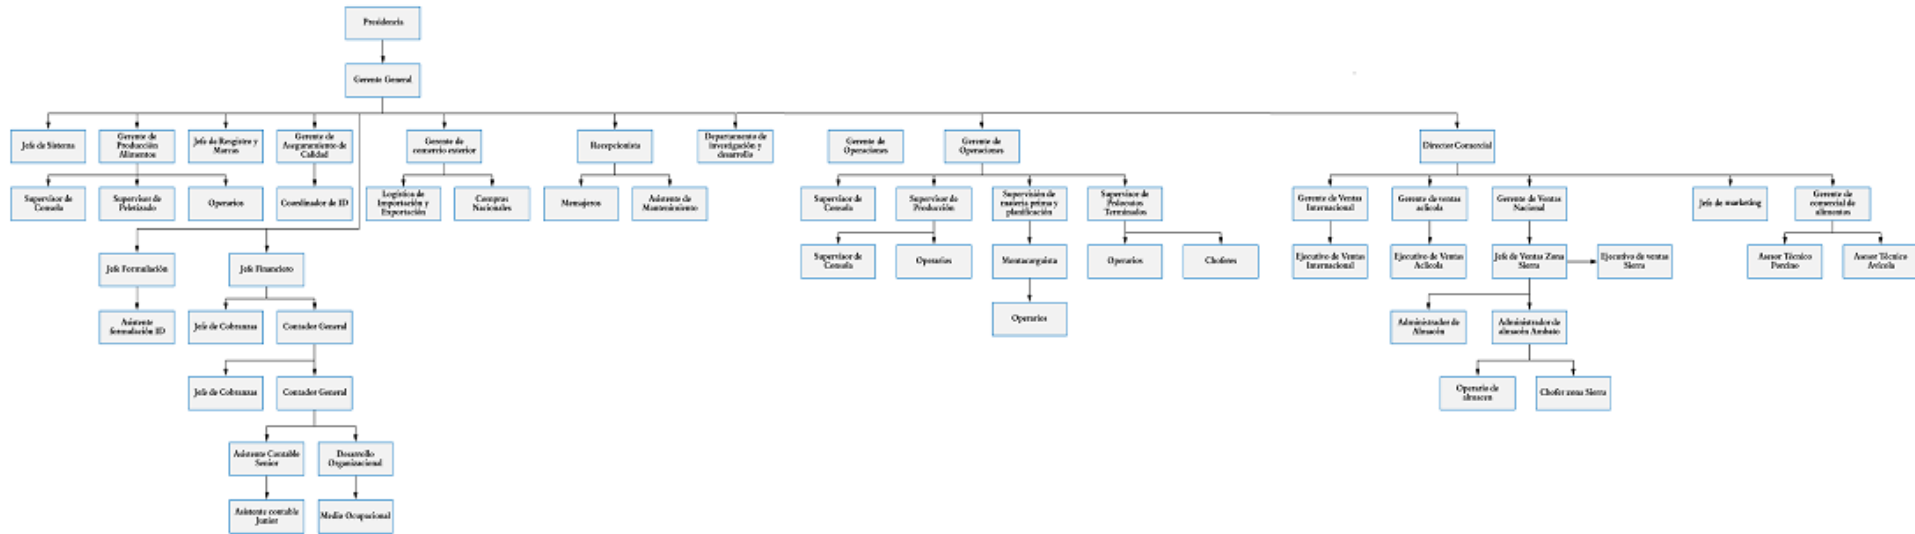 Presidencia
Gerente General
Jefe de Sistema
Gerente de
Producción
Alimentos
Jefe de Resgistro y
Marcas
Gerente de
Aseguramiento de
Calidad
Gerente de
comercio exterior
Recepcionista
Departamento de
investigación y
desarrollo
Gerente de
Operaciones
Gerente de
Operaciones
Director Comercial
Supervisor de
Consola
Supervisor de
Peletizado
Operarios
Coordinador de ID
Logística de
Importación y
Exportación
Compras
Nacionales
Mensajeros
Asistente de
Mantenimiento
Supervisor de
Consola
Supervisor de
Producción
Supervisión de
materia prima y
planificación
Supervisor de
Terminados
Gerente de Ventas
Internacional
Gerente de ventas
Gerente de Ventas
Nacional
Jefe de marketing
Gerente de
comercial de
alimentos
Jefe Formulación
Jefe Financiero
Supervisor de
Consola
Operarios
Montacarguista
Operarios
Choferes
Ejecutivo de Ventas
Internacional
Ejecutivo de Ventas
Jefe de Ventas Zona
Sierra
Ejecutivo de ventas
Sierra
Asesor Técnico
Porcino
Asesor Técnico
Avícola
Asistente
formulación ID
Jefe de Cobranzas
Contador General
Operarios
Administrador de
Almacén
Administrador de
almacén Ambato
Jefe de Cobranzas
Contador General
Operario de
almacen
Chofer zona Sierra
Asistente Contable
Senior
Desarrollo
Organizacional
Asistente contable
Junior
Medio Ocupacional